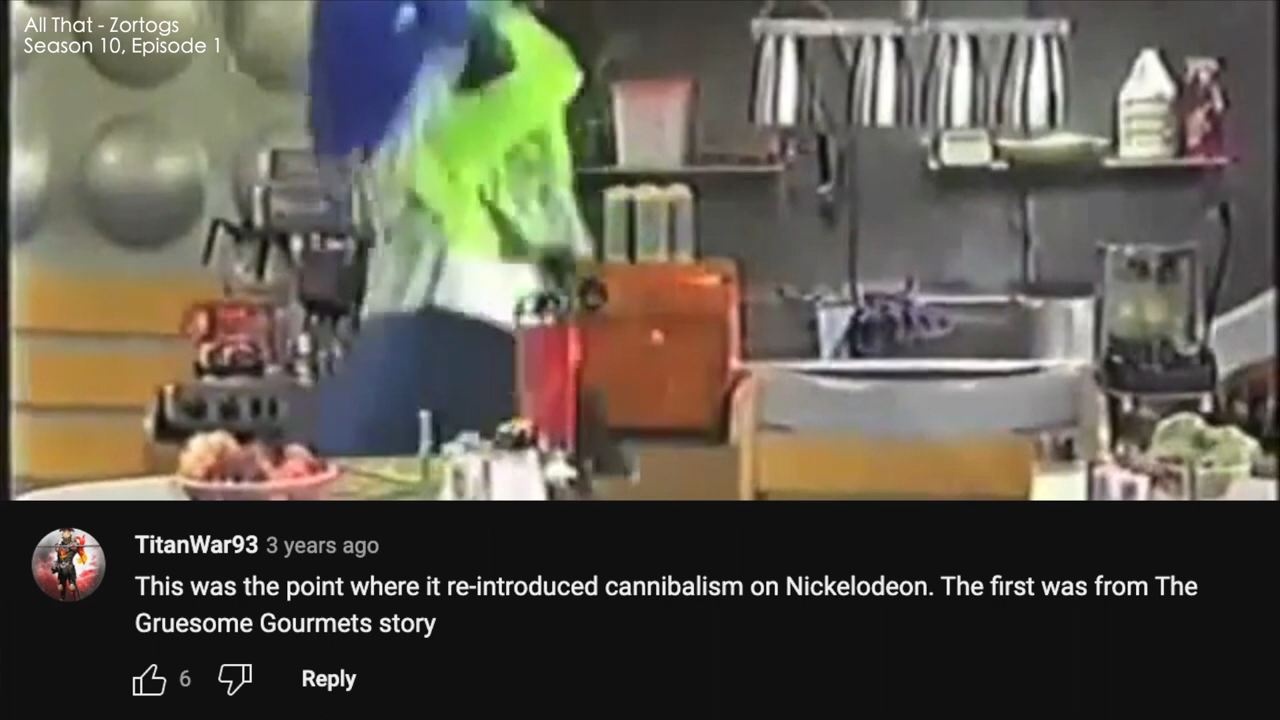 All That - Zortogs
Season 10, Episode 1
TitanWar93 3 years ago
This was the point where it re-introduced cannibalism on Nickelodeon. The first was from The
Gruesome Gourmets story
6 Reply